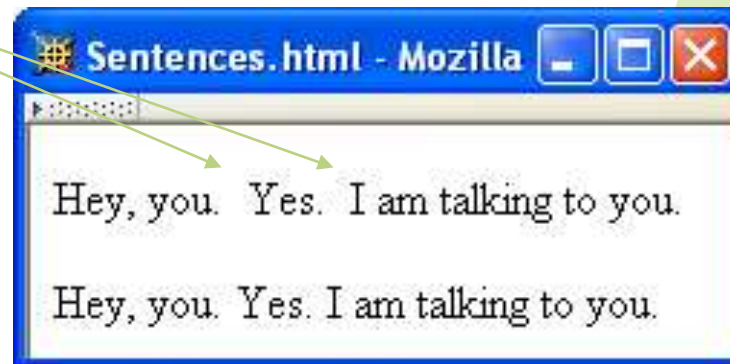 Sentences.html - Mozilla
Hey, you.  Yes.  I am talking to you.
Hey, you. Yes. I am talking to you.